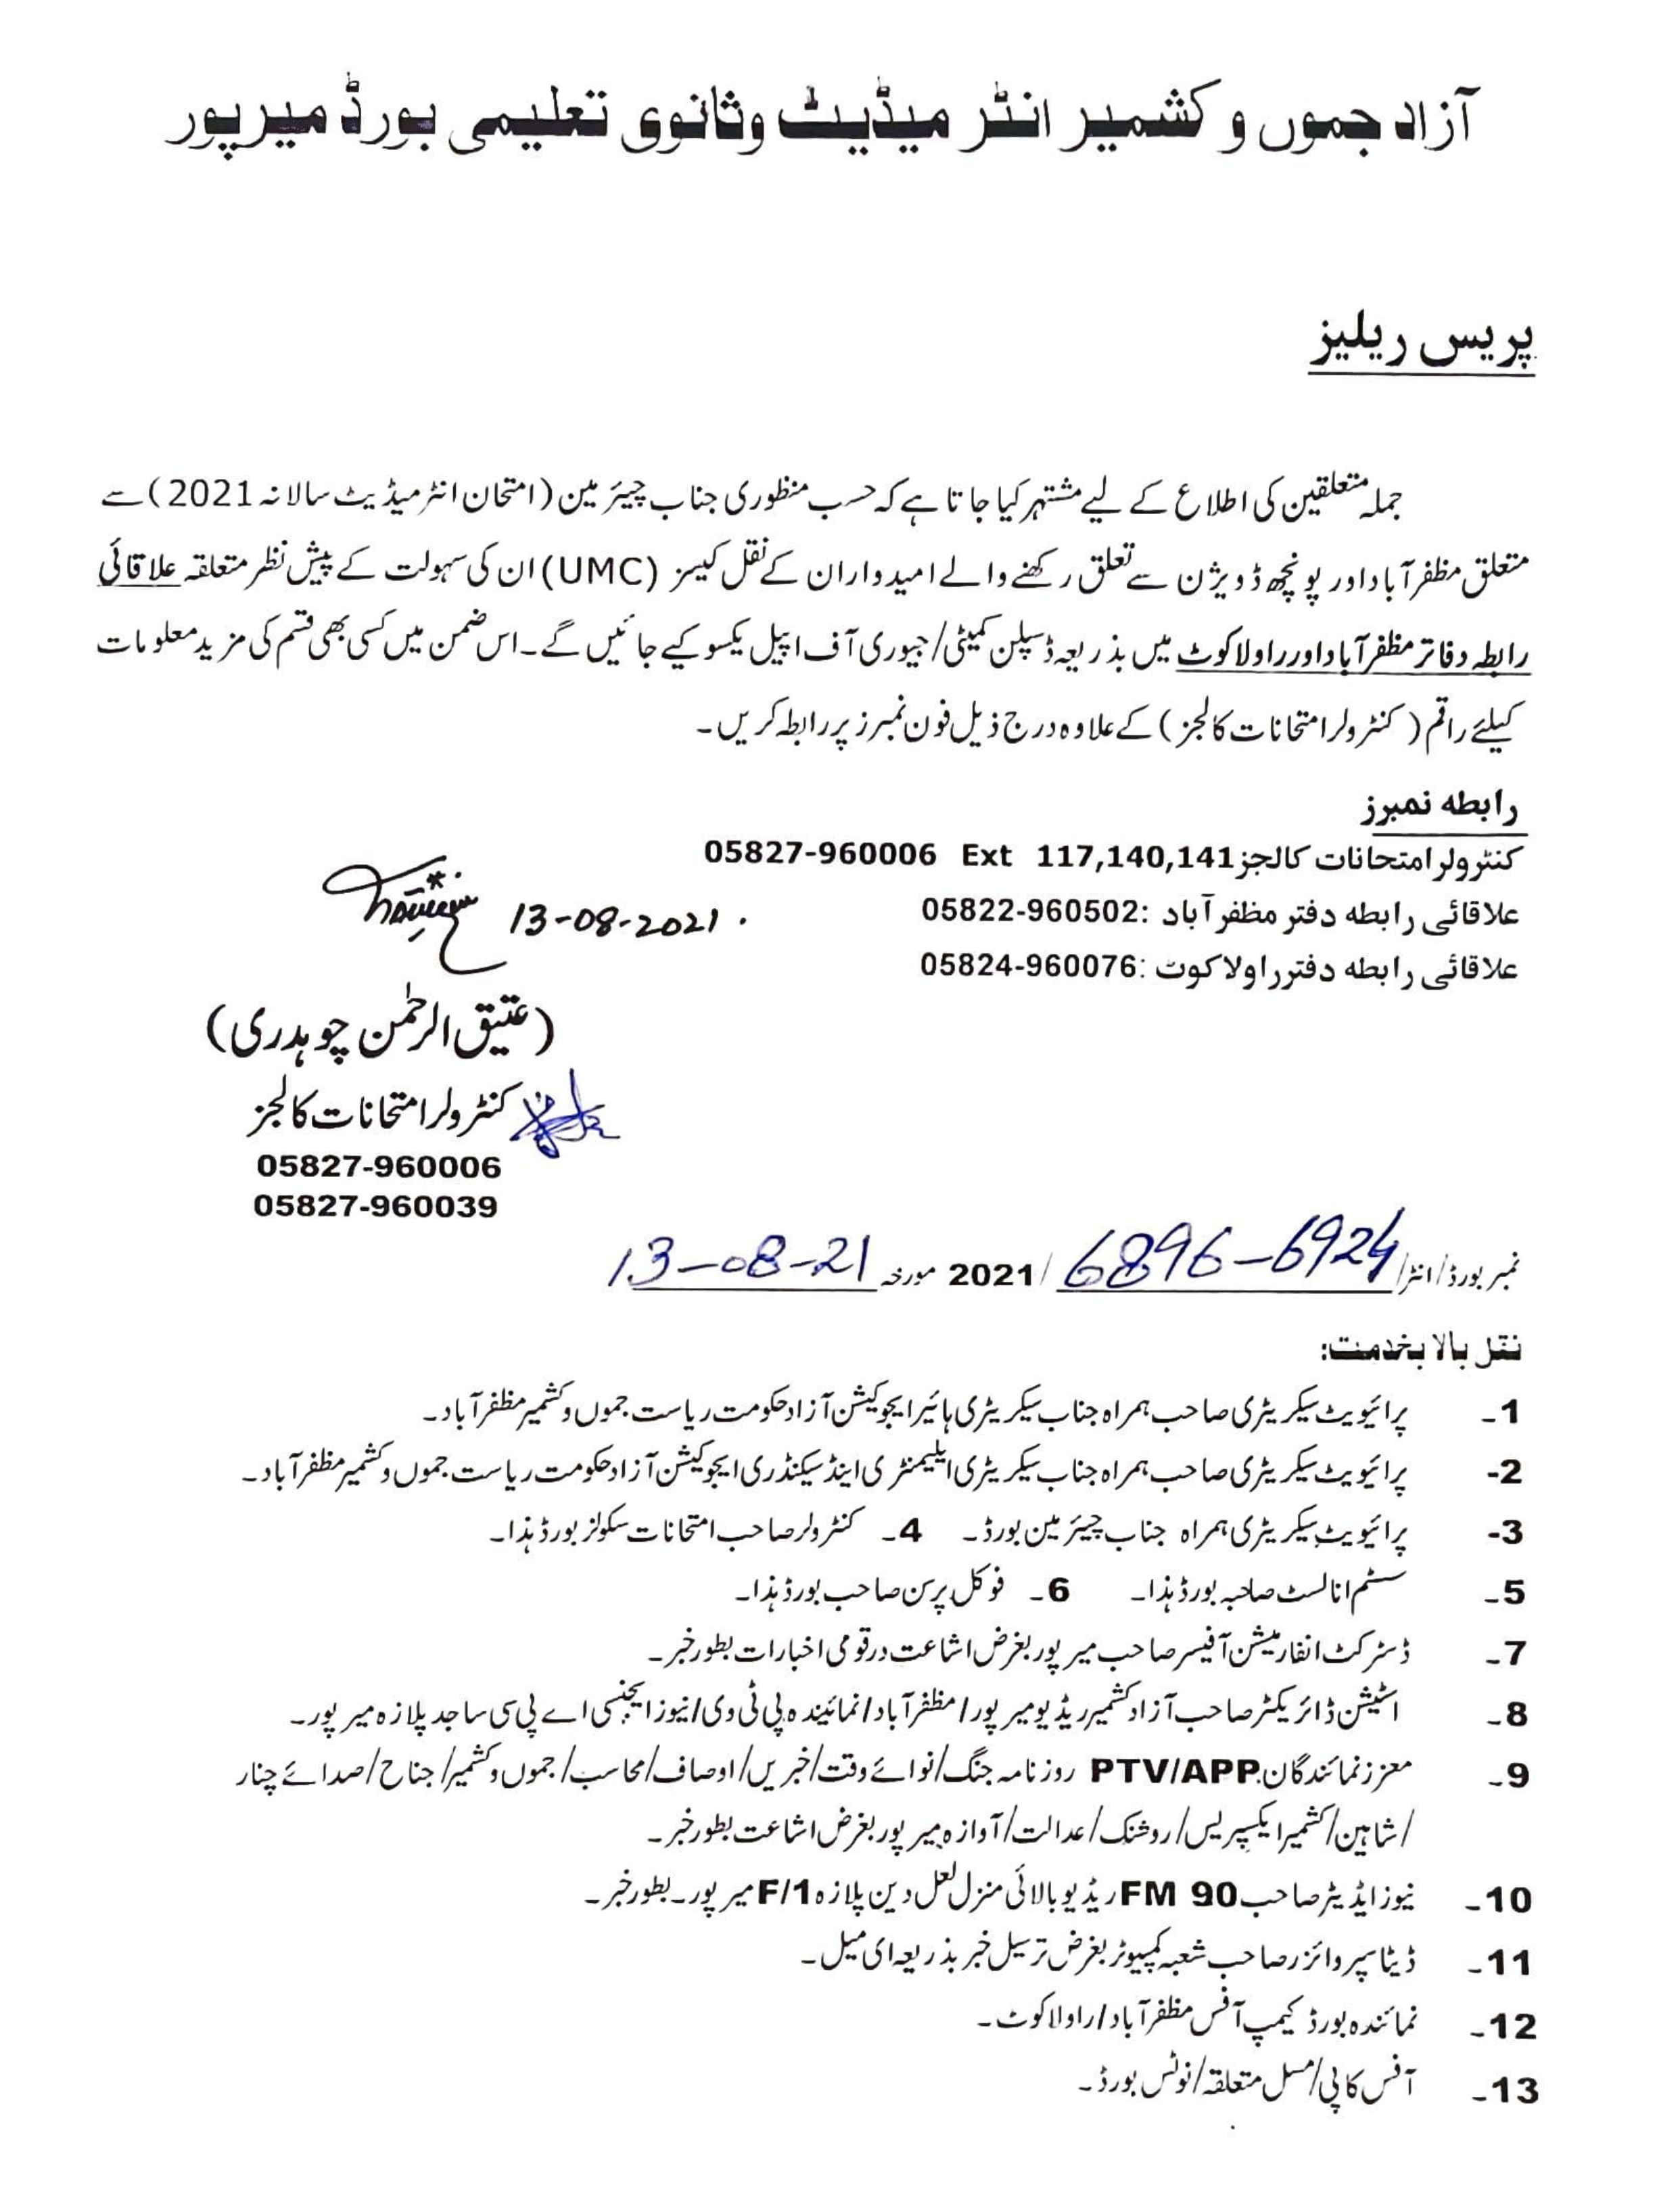 آزاد جموں و کشمیر انٹر میڈیٹ وثانوی تعلیمی بورڈ میرپور
پریس ریلیز
جملہ متعلقین کی اطلاع کے لیے مشتہر کیا جاتا ہے کہ حسب منظوری جناب چیئر مین (امتحان انٹر میڈیٹ سالانہ 2021) سے
متعلق مظفرآباد اور پونچھ ڈویژن سے تعلق رکھنے والے امیدواران کے نقل کیسز (UMC) ان کی سہولت کے پیش نظر متعلقہ علاقائی
رابطہ دفاتر مظفرآباد اور راولاکوٹ میں بذریعہ ڈسپلن کمیٹی/جیوری آف اپیل یکسو کیے جائیں گے۔اس ضمن میں کسی بھی قسم کی مزید معلومات
کیلئے راقم (کنٹرولر امتحانات کالجز) کے علاوہ درج ذیل فون نمبرز پر رابطہ کریں۔
رابطہ نمبرز
کنٹرولر امتحانات کالجز 05827-960006 Ext 117,140,141
علاقائی رابطہ دفتر مظفر آباد :05822-960502
13-08-2021
علاقائی رابطہ دفتر راولاکوٹ :05824-960076
(عتیق الرحمٰن چوہدری)
کنٹرولر امتحانات کالجز
05827-960006
05827-960039
نمبر بورڈ/انٹر/ 6896-6924 /2021 مورخہ 13-08-21
نقل بالا بخدمت:
1۔ پرائیویٹ سیکریٹری صاحب ہمراہ جناب سیکریٹری ہائیر ایجوکیشن آزاد حکومت ریاست جموں وکشمیر مظفرآباد۔
2- پرائیویٹ سیکریٹری صاحب ہمراہ جناب سیکریٹری ایلیمنٹری اینڈ سیکنڈری ایجوکیشن آزاد حکومت ریاست جموں وکشمیر مظفرآباد۔
3- پرائیویٹ سیکریٹری ہمراہ جناب چیئر مین بورڈ۔ 4۔ کنٹرولر صاحب امتحانات سکولز بورڈ ہذا۔
5۔ سسٹم انالسٹ صاحبہ بورڈ ہذا۔ 6۔ فوکل پرسن صاحب بورڈ ہذا۔
7۔ ڈسٹرکٹ انفارمیشن آفیسر صاحب میرپور بغرض اشاعت در قومی اخبارات بطور خبر۔
8۔ اسٹیشن ڈائریکٹر صاحب آزاد کشمیر ریڈیو میرپور/مظفرآباد/نمائیندہ پی ٹی وی/نیوز ایجنسی اے پی سی ساجد پلازہ میرپور۔
9۔ معزز نمائندگان PTV/APP روزنامہ جنگ/نوائے وقت/خبریں/اوصاف/محاسب/جموں و کشمیر/جناح/صدائے چنار
/شاہین/کشمیر ایکسپریس/روشنک/عدالت/آوازہ میرپور بغرض اشاعت بطور خبر۔
10۔ نیوز ایڈیٹر صاحب FM 90 ریڈیو بالائی منزل لعل دین پلازہ F/1 میرپور۔بطور خبر۔
11۔ ڈیٹا سپروائزر صاحب شعبہ کمپیوٹر بغرض ترسیل خبر بذریعہ ای میل۔
12۔ نمائندہ بورڈ کیمپ آفس مظفرآباد/راولاکوٹ۔
13۔ آفس کاپی/مسل متعلقہ/نوٹس بورڈ۔